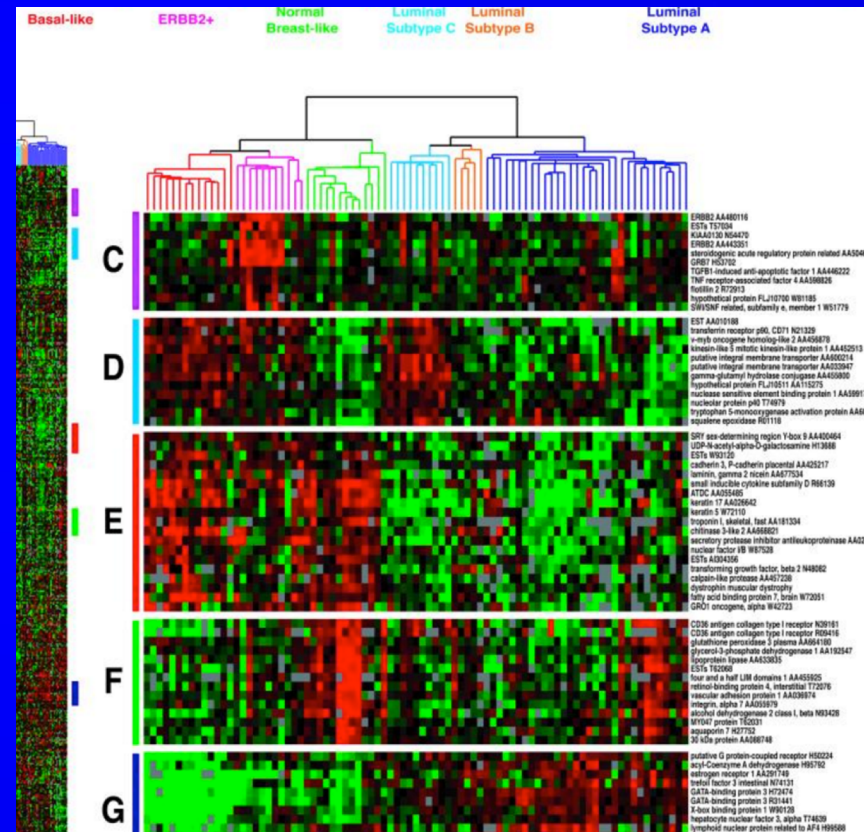 Basal-like
ERBB2+
Normal
Breast-like
Luminal
Subtype C
Luminal
Subtype B
Luminal
Subtype A
C
ERBB2 AA480116
ESTs T57034
KIAA0130 N54470
ERBB2 AA443351
steroidogenic acute regulatory protein related
GRB7 H53702
TGFB1-induced anti-apoptotic factor 1 AA446222
TNF receptor-associated factor 4 AA598826
flotillin 2 R72913
hypothetical protein FLJ10700 W81185
SWI/SNF related, subfamily e, member 1 W51779
D
EST AA010188
transferrin receptor p90, CD71 N21329
v-myb oncogene homolog-like 2 AA456878
kinesin-like 5 mitotic kinesin-like protein 1 AA452513
putative integral membrane transporter AA600214
putative integral membrane transporter AA033947
gamma-glutamyl hydrolase conjugase AA455800
hypothetical protein FLJ10511 AA115275
nuclease sensitive element binding protein 1
nucleolar protein p40 T74979
tryptophan 5-monooxygenase activation protein
squalene epoxidase R01118
E
SRY sex-determining region Y-box 9 AA400464
UDP-N-acetyl-alpha-D-galactosamine H13688
ESTs W93120
cadherin 3, P-cadherin placental AA425217
laminin, gamma 2 nicein AA677534
small inducible cytokine subfamily D R66139
ATDC AA055485
keratin 17 AA026642
keratin 5 W72110
troponin I, skeletal, fast AA181334
chitinase 3-like 2 AA668821
secretory protease inhibitor antileukoproteinase
nuclear factor I/B W87528
ESTs AI304356
transforming growth factor, beta 2 N48082
calpain-like protease AA457238
dystrophin muscular dystrophy
fatty acid binding protein 7, brain W72051
GRO1 oncogene, alpha W42723
F
CD36 antigen collagen type I receptor N39161
CD36 antigen collagen type I receptor R09416
glutathione peroxidase 3 plasma AA664180
glycerol-3-phosphate dehydrogenase 1 AA192547
lipoprotein lipase AA633835
ESTs T62068
four and a half LIM domains 1 AA455925
retinol-binding protein 4, interstitial T72076
vascular adhesion protein 1 AA036974
integrin, alpha 7 AA055979
alcohol dehydrogenase 2 class I, beta N93428
MY047 protein T62031
aquaporin 7 H27752
30 kDa protein AA088748
G
putative G protein-coupled receptor H50224
acyl-Coenzyme A dehydrogenase H95792
estrogen receptor 1 AA291749
trefoil factor 3 intestinal N74131
GATA-binding protein 3 H72474
GATA-binding protein 3 R31441
X-box binding protein 1 W90128
hepatocyte nuclear factor 3, alpha T74639
lymphoid nuclear protein related to AF4 H99588